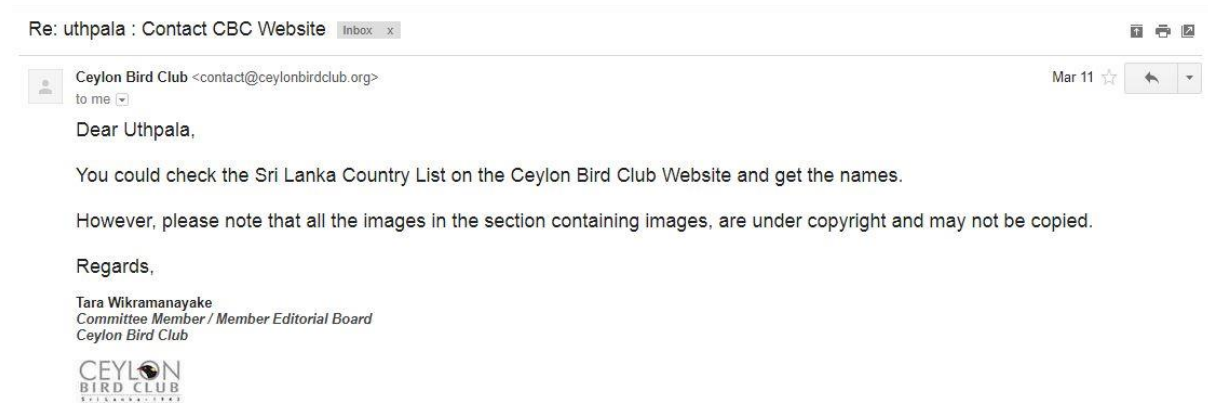 Re: uthpala : Contact CBC Website Inbox x
Ceylon Bird Club <contact@ceylonbirdclub.org> Mar 11
to me
Dear Uthpala,
You could check the Sri Lanka Country List on the Ceylon Bird Club Website and get the names.
However, please note that all the images in the section containing images, are under copyright and may not be copied.
Regards,
Tara Wikramanayake
Committee Member / Member Editorial Board
Ceylon Bird Club
CEYLON
BIRD CLUB
Sri Lanka-1943